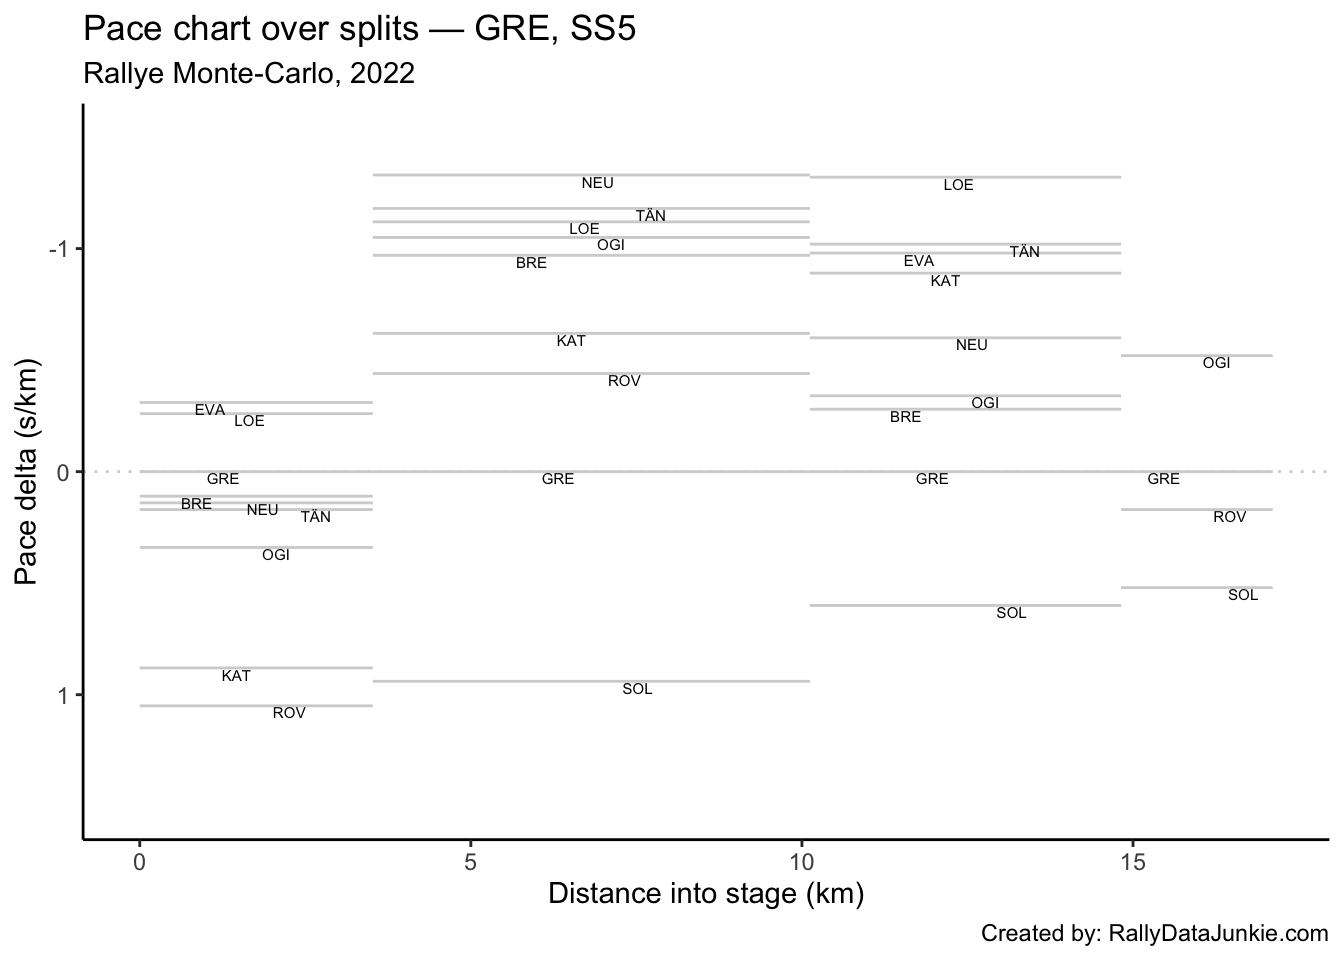 Pace chart over splits — GRE, SS5
Rallye Monte-Carlo, 2022
NEU
LOE
TÄN
LOE
OGI
-1
TÄN
BRE
EVA
KAT
KAT
NEU
OGI
ROV
EVA
OGI
LOE
BRE
0
GRE
GRE
GRE
GRE
BRE
NEU
TÄN
ROV
OGI
SOL
SOL
KAT
SOL
1
ROV
Pace delta (s/km)
0
5
10
15
Distance into stage (km)
Created by: RallyDataJunkie.com